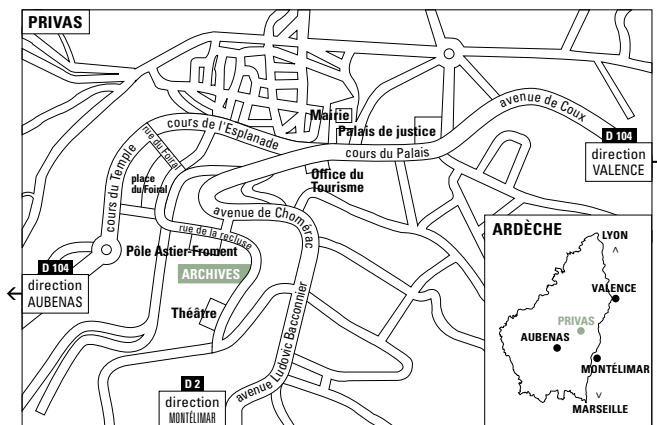 PRIVAS
Mairie
Palais de justice
avenue de Coux
D 104
direction
VALENCE
cours de l'Esplanade
cours du Palais
rue du Foiral
cours du Temple
place
du Foiral
Office du
Tourisme
avenue de Chomérac
rue de la recluse
Pôle Astier-Froment
ARCHIVES
D 104
direction
AUBENAS
Théâtre
avenue Ludovic Bacconnier
D 2
direction
MONTÉLIMAR
ARDÈCHE
LYON
VALENCE
PRIVAS
AUBENAS
MONTÉLIMAR
MARSEILLE